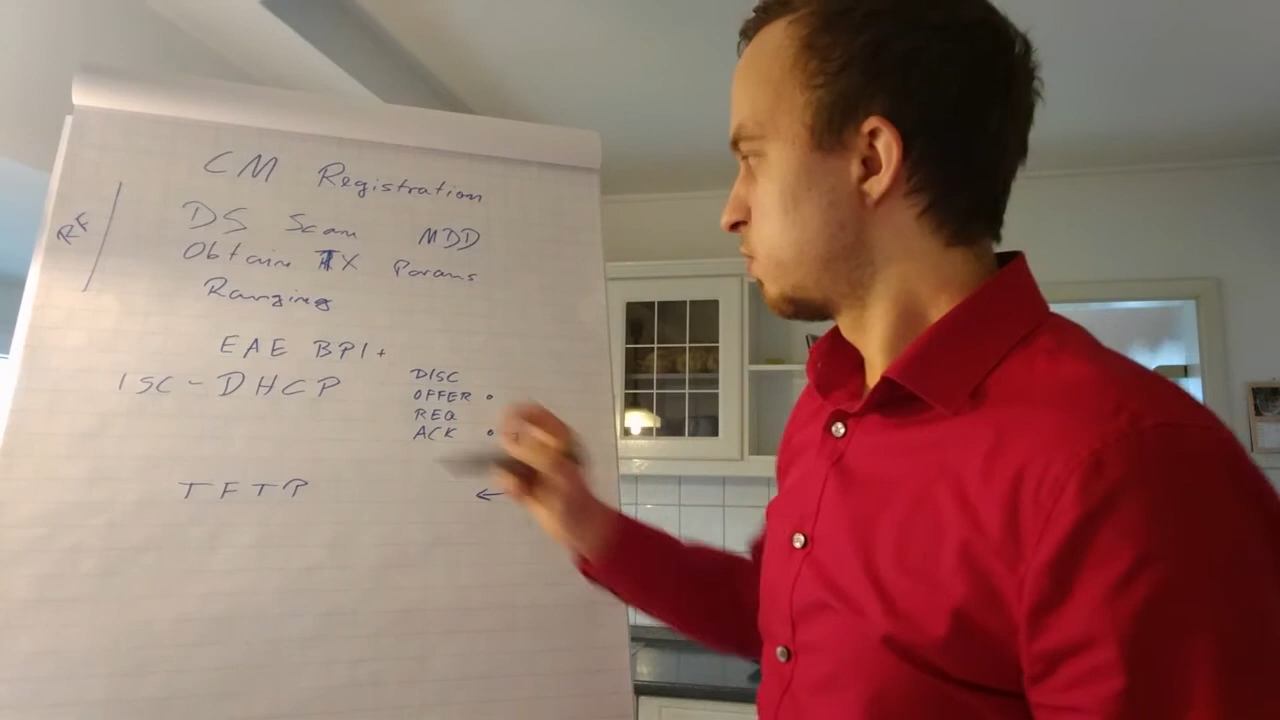 CM Registration
RF
DS Scan MDD
Obtain TX Params
Ranging
EAE BPI+
ISC-DHCP
DISC
OFFER
REQ
ACK
TFTP